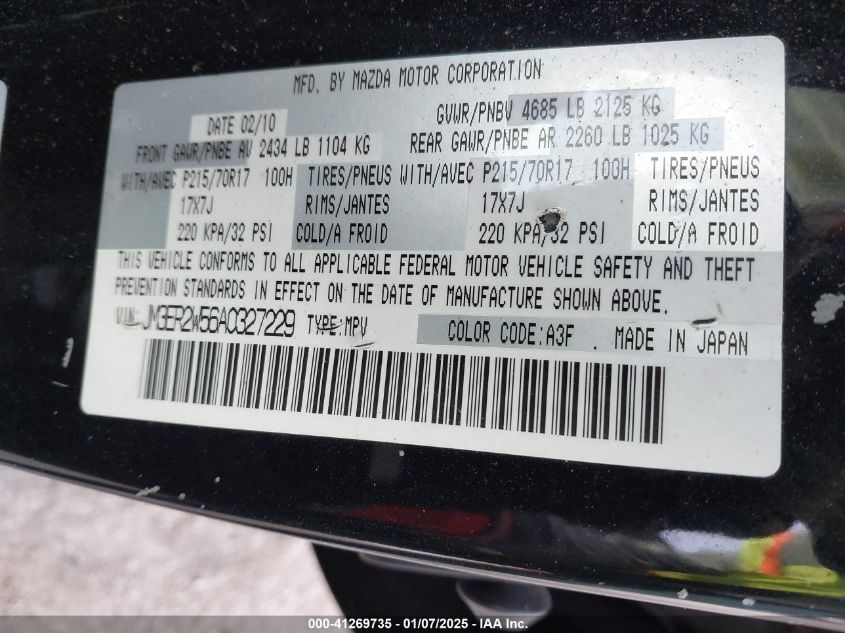 MFD. BY MAZDA MOTOR CORPORATION
DATE 02/10 GVWR/PNBV 4685 LB 2125 KG
FRONT GAWR/PNBE AV 2434 LB 1104 KG REAR GAWR/PNBE AR 2260 LB 1025 KG
WITH/AVEC P215/70R17 100H TIRES/PNEUS WITH/AVEC P215/70R17 100H TIRES/PNEUS
17X7J RIMS/JANTES 17X7J RIMS/JANTES
220 KPA/32 PSI COLD/A FROID 220 KPA/32 PSI COLD/A FROID
THIS VEHICLE CONFORMS TO ALL APPLICABLE FEDERAL MOTOR VEHICLE SAFETY AND THEFT
PREVENTION STANDARDS IN EFFECT ON THE DATE OF MANUFACTURE SHOWN ABOVE.
VIN: JM3ER2W56A0327229 TYPE:MPV COLOR CODE:A3F . MADE IN JAPAN
000-41269735 - 01/07/2025 - IAA Inc.